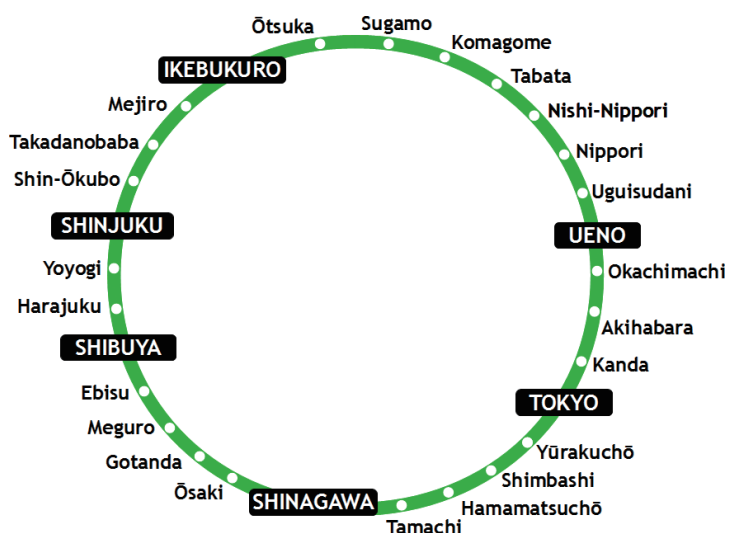 Ōtsuka
Sugamo
Komagome
IKEBUKURO
Tabata
Mejiro
Nishi-Nippori
Takadanobaba
Nippori
Shin-Ōkubo
Uguisudani
SHINJUKU
UENO
Yoyogi
Okachimachi
Harajuku
Akihabara
SHIBUYA
Kanda
Ebisu
TOKYO
Meguro
Yūrakuchō
Gotanda
Shimbashi
Ōsaki
SHINAGAWA
Hamamatsuchō
Tamachi